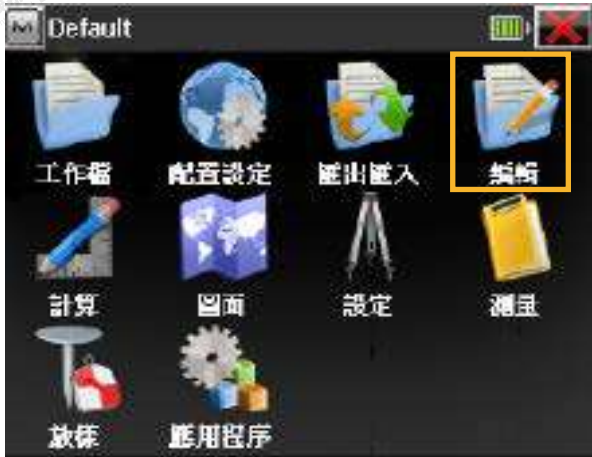 Default
工作檔 配置設定 匯出匯入 編輯
計算 圖面 設定 測量
放樣 應用程序